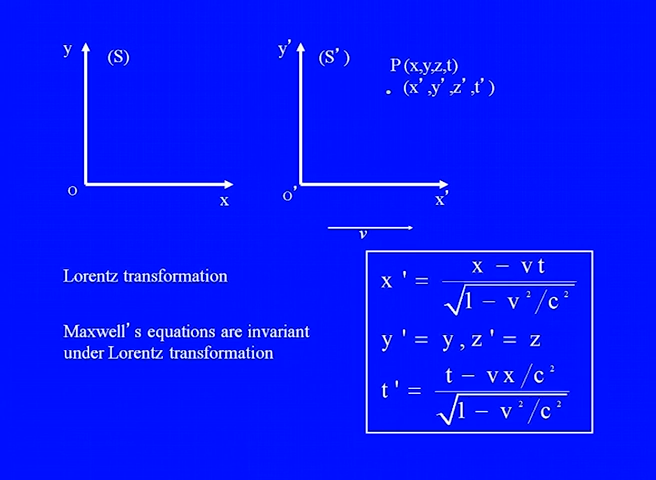 y (S) y’ (S’)
P(x,y,z,t)
(x’,y’,z’,t’)
O x O’ x’
v
Lorentz transformation
Maxwell’s equations are invariant
under Lorentz transformation
x' = (x − vt) / √(1 − v²/c²)
y' = y, z' = z
t' = (t − vx/c²) / √(1 − v²/c²)